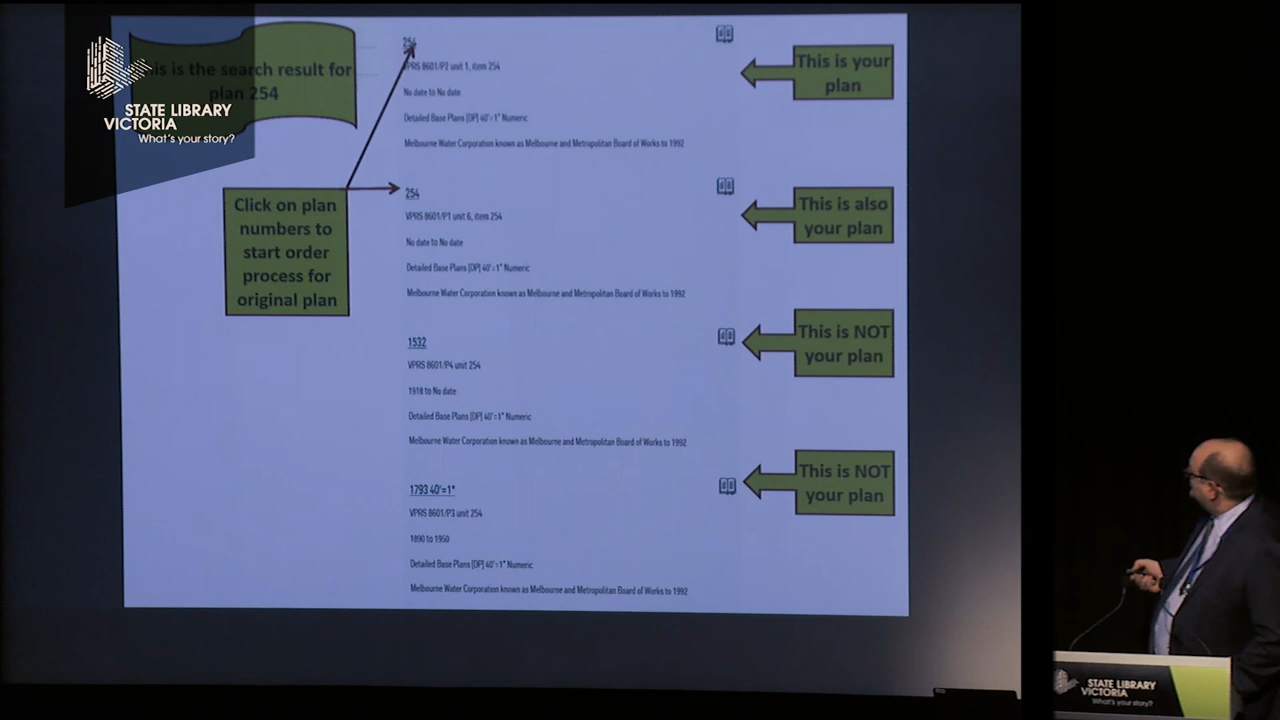 STATE LIBRARY
VICTORIA
What's your story?
is is the search result for
plan 254
Click on plan
numbers to
start order
process for
original plan
254
VPRS 8601/P2 unit 1, item 254
No date to No date
Detailed Base Plans [DP] 40'=1" Numeric
Melbourne Water Corporation known as Melbourne and Metropolitan Board of Works to 1992
This is your
plan
254
VPRS 8601/P1 unit 6, item 254
No date to No date
Detailed Base Plans [DP] 40'=1" Numeric
Melbourne Water Corporation known as Melbourne and Metropolitan Board of Works to 1992
This is also
your plan
1532
VPRS 8601/P4 unit 254
1918 to No date
Detailed Base Plans [DP] 40'=1" Numeric
Melbourne Water Corporation known as Melbourne and Metropolitan Board of Works to 1992
This is NOT
your plan
1793 40'=1"
VPRS 8601/P3 unit 254
1890 to 1950
Detailed Base Plans [DP] 40'=1" Numeric
Melbourne Water Corporation known as Melbourne and Metropolitan Board of Works to 1992
This is NOT
your plan
STATE LIBRARY
VICTORIA
What's your story?